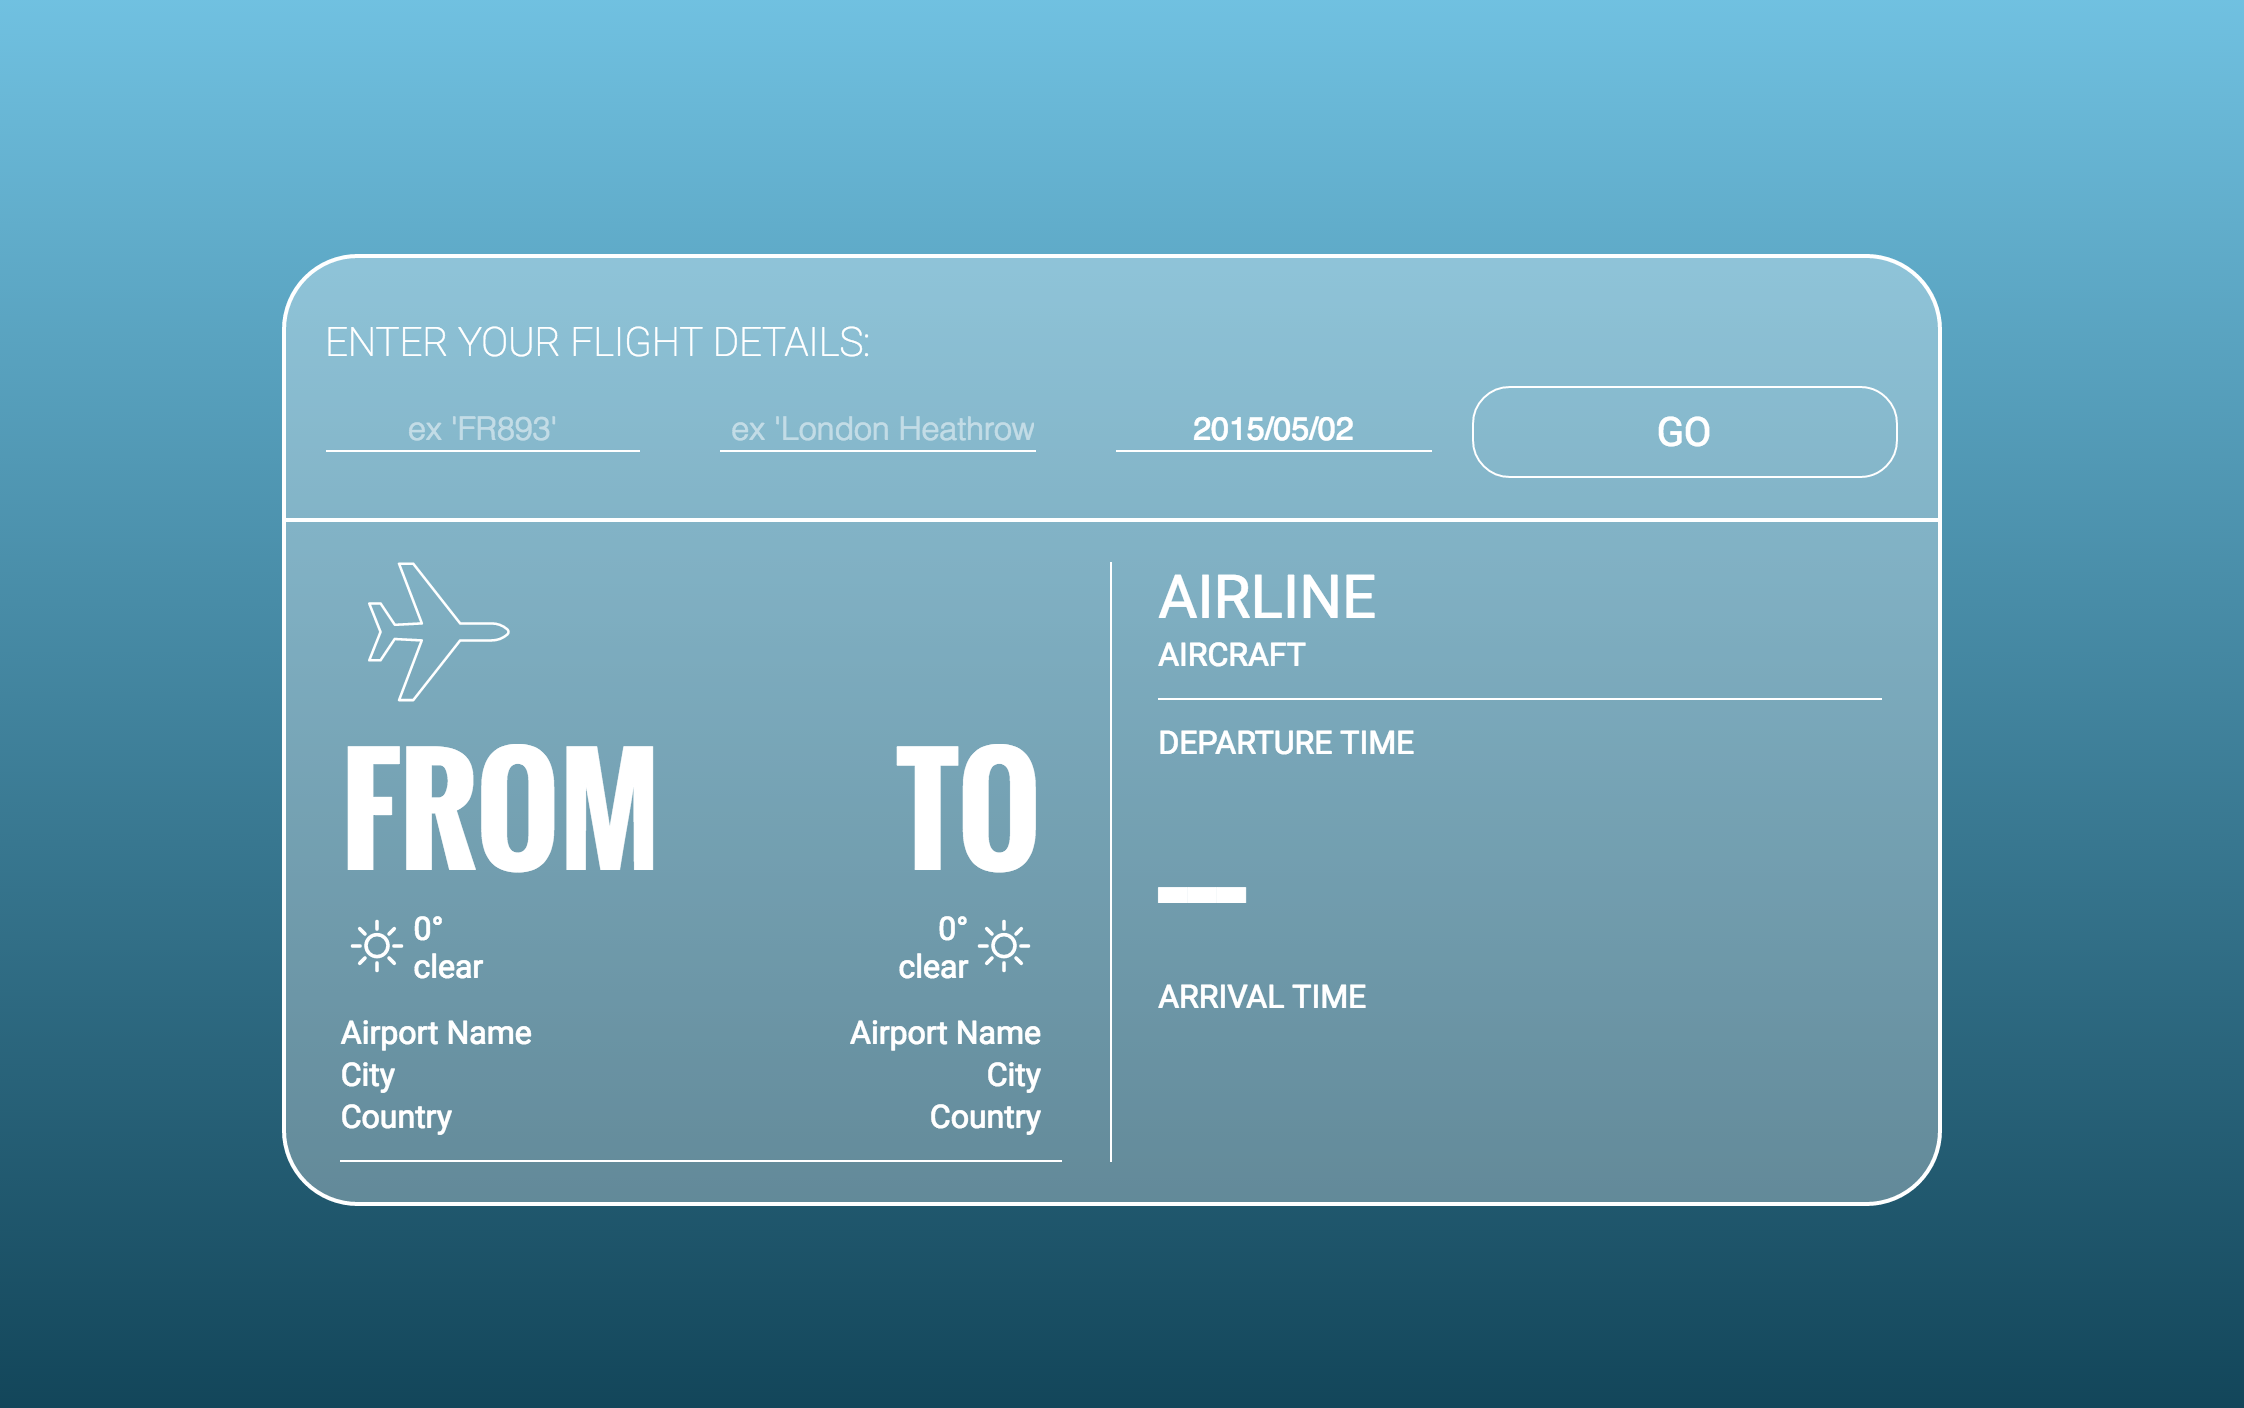 ENTER YOUR FLIGHT DETAILS:
ex 'FR893'
ex 'London Heathrow
2015/05/02
GO
AIRLINE
AIRCRAFT
DEPARTURE TIME
ARRIVAL TIME
FROM
TO
0°
clear
0°
clear
Airport Name
City
Country
Airport Name
City
Country